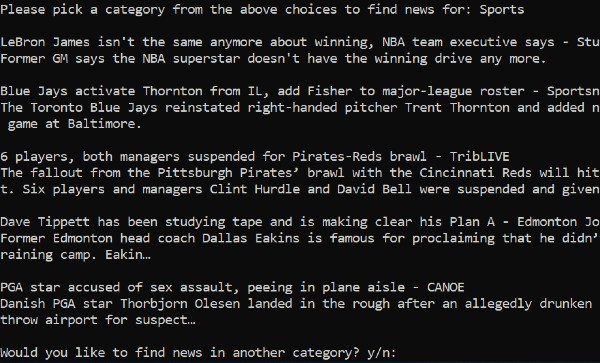 Please pick a category from the above choices to find news for: Sports
LeBron James isn't the same anymore about winning, NBA team executive says - Stu
Former GM says the NBA superstar doesn't have the winning drive any more.
Blue Jays activate Thornton from IL, add Fisher to major-league roster - Sportsn
The Toronto Blue Jays reinstated right-handed pitcher Trent Thornton and added n
game at Baltimore.
6 players, both managers suspended for Pirates-Reds brawl - TribLIVE
The fallout from the Pittsburgh Pirates’ brawl with the Cincinnati Reds will hit
t. Six players and managers Clint Hurdle and David Bell were suspended and given
Dave Tippett has been studying tape and is making clear his Plan A - Edmonton Jo
Former Edmonton head coach Dallas Eakins is famous for proclaiming that he didn’
raining camp. Eakin…
PGA star accused of sex assault, peeing in plane aisle - CANOE
Danish PGA star Thorbjorn Olesen landed in the rough after an allegedly drunken
throw airport for suspect…
Would you like to find news in another category? y/n: